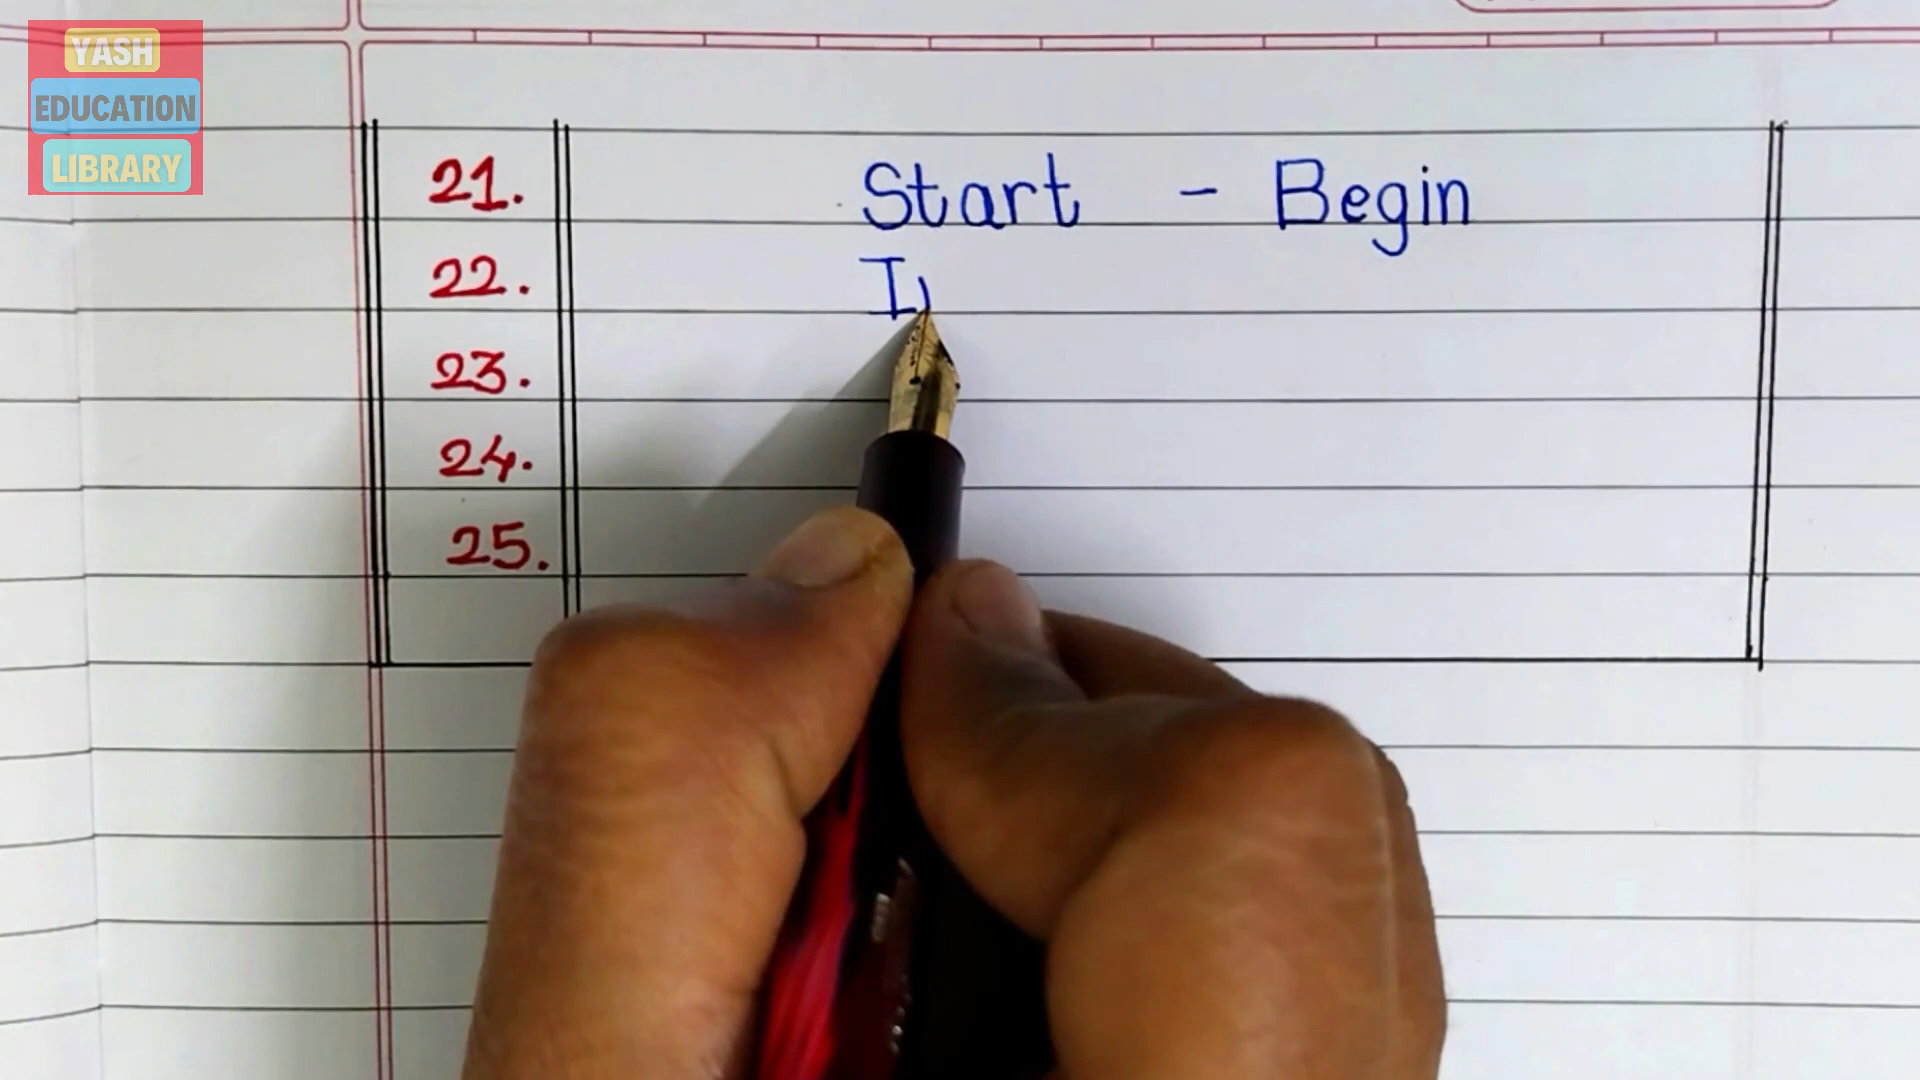 YASH
EDUCATION
LIBRARY
21. Start - Begin
22. I
23.
24.
25.